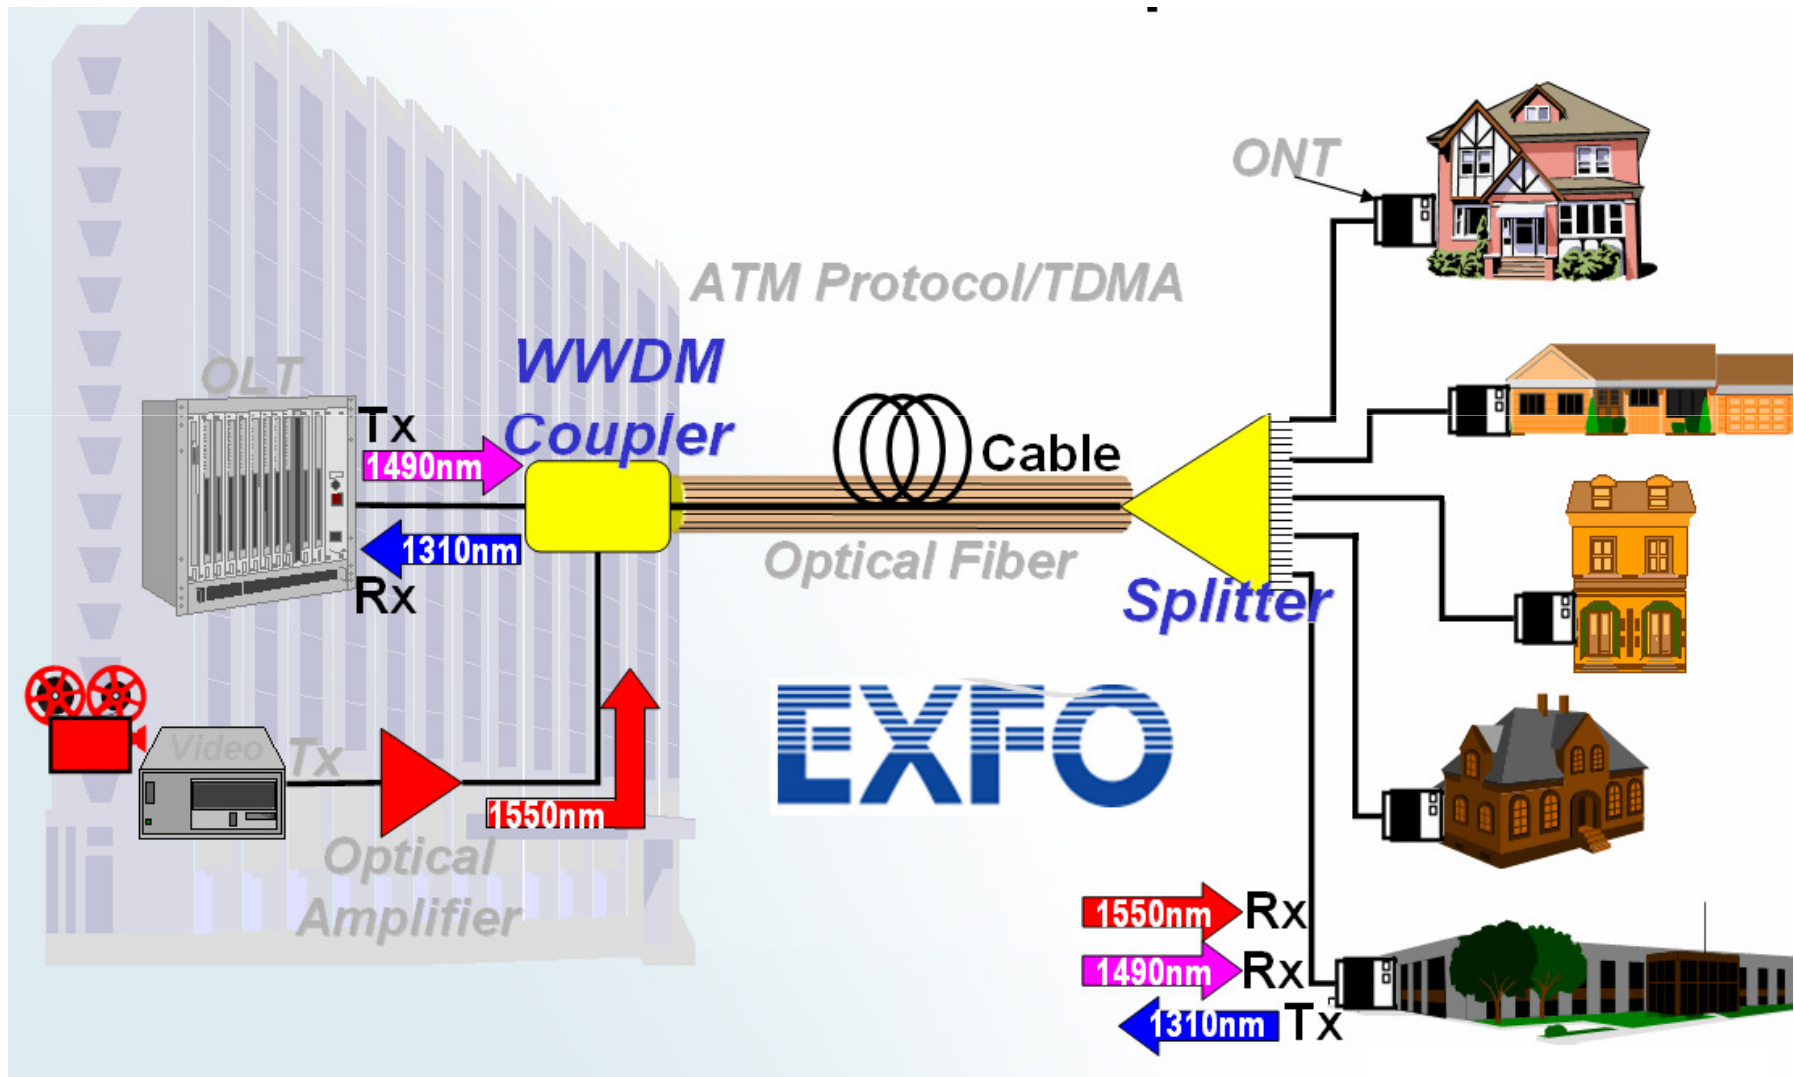 ONT
ATM Protocol/TDMA
WWDM
Coupler
OLT
Tx
1490nm
Cable
1310nm
Rx
Optical Fiber
Splitter
EXFO
Video
Tx
1550nm
Optical
Amplifier
1550nm Rx
1490nm Rx
1310nm Tx